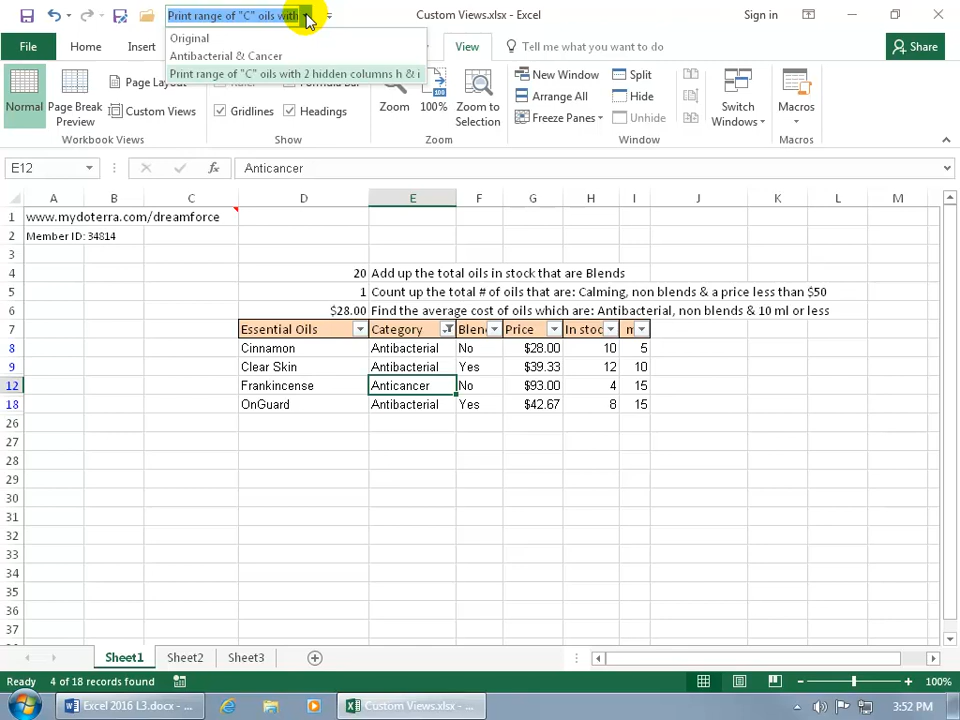 Print range of "C" oils with
Custom Views.xlsx - Excel
Sign in
Original
Antibacterial & Cancer
Print range of "C" oils with 2 hidden columns h & i
File
Home
Insert
View
Tell me what you want to do...
Share
Normal
Page Break
Preview
Page Layout
Custom Views
Workbook Views
Gridlines
Headings
Show
Zoom
100%
Zoom to
Selection
Zoom
New Window
Arrange All
Freeze Panes
Split
Hide
Unhide
Window
Switch
Windows
Macros
Macros
E12
fx
Anticancer
A B C D E F G H I J K L M
1 www.mydoterra.com/dreamforce
2 Member ID: 34814
3
4 20 Add up the total oils in stock that are Blends
5 1 Count up the total # of oils that are: Calming, non blends & a price less than $50
6 $28.00 Find the average cost of oils which are: Antibacterial, non blends & 10 ml or less
7 Essential Oils Category Blen Price In stoc m
8 Cinnamon Antibacterial No $28.00 10 5
9 Clear Skin Antibacterial Yes $39.33 12 10
12 Frankincense Anticancer No $93.00 4 15
18 OnGuard Antibacterial Yes $42.67 8 15
26
27
28
29
30
31
32
33
34
35
36
37
Sheet1 Sheet2 Sheet3
Ready 4 of 18 records found 100%
Excel 2016 L3.docx - ...
Custom Views.xlsx - ...
3:52 PM